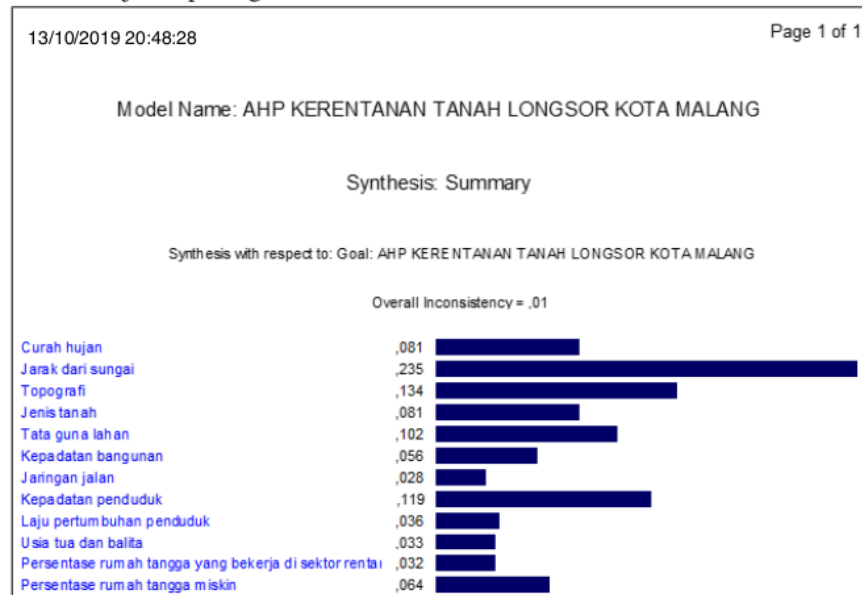 13/10/2019 20:48:28 Page 1 of 1
Model Name: AHP KERENTANAN TANAH LONGSOR KOTA MALANG
Synthesis: Summary
Synthesis with respect to: Goal: AHP KERENTANAN TANAH LONGSOR KOTA MALANG
Overall Inconsistency = ,01
Curah hujan ,081
Jarak dari sungai ,235
Topografi ,134
Jenis tanah ,081
Tata guna lahan ,102
Kepadatan bangunan ,056
Jaringan jalan ,028
Kepadatan penduduk ,119
Laju pertumbuhan penduduk ,036
Usia tua dan balita ,033
Persentase rumah tangga yang bekerja di sektor rentan ,032
Persentase rumah tangga miskin ,064